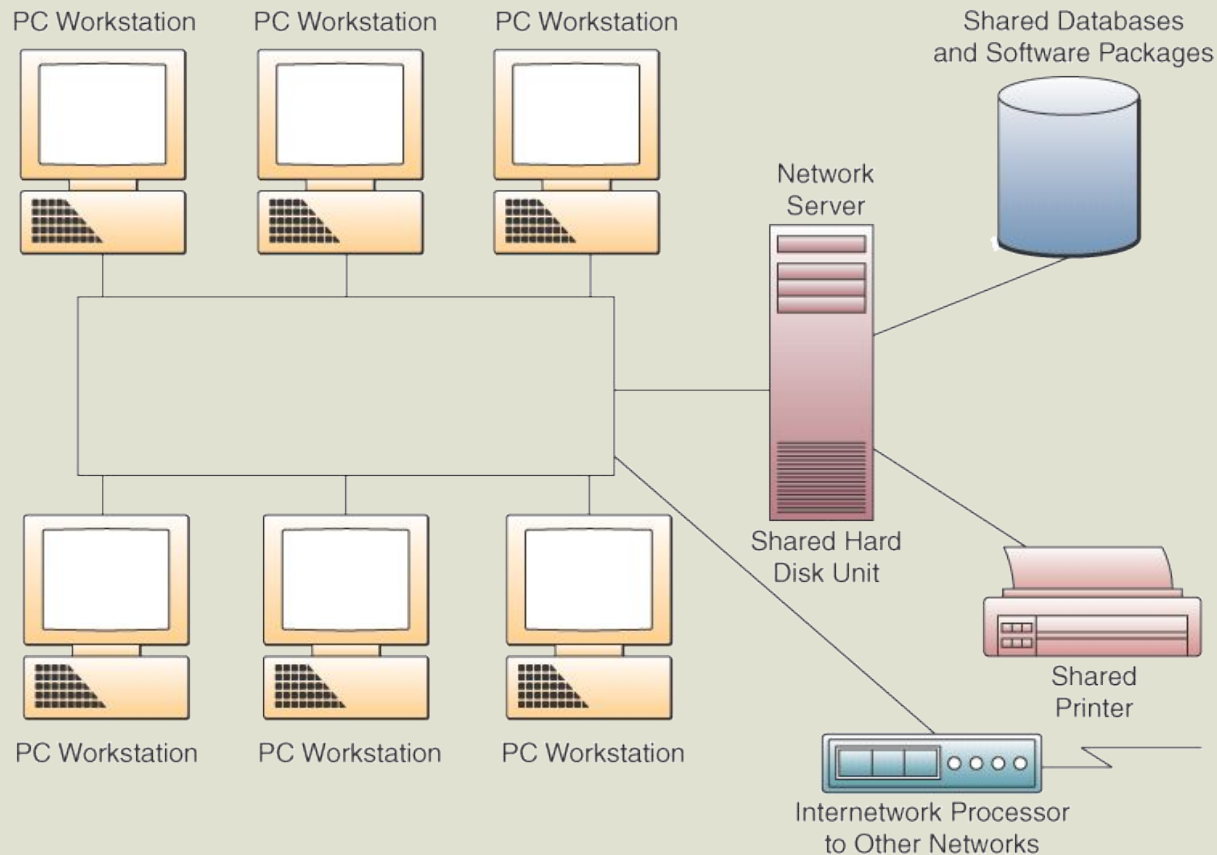 PC Workstation
PC Workstation
PC Workstation
Shared Databases
and Software Packages
Network
Server
Shared Hard
Disk Unit
Shared
Printer
PC Workstation
PC Workstation
PC Workstation
Internetwork Processor
to Other Networks